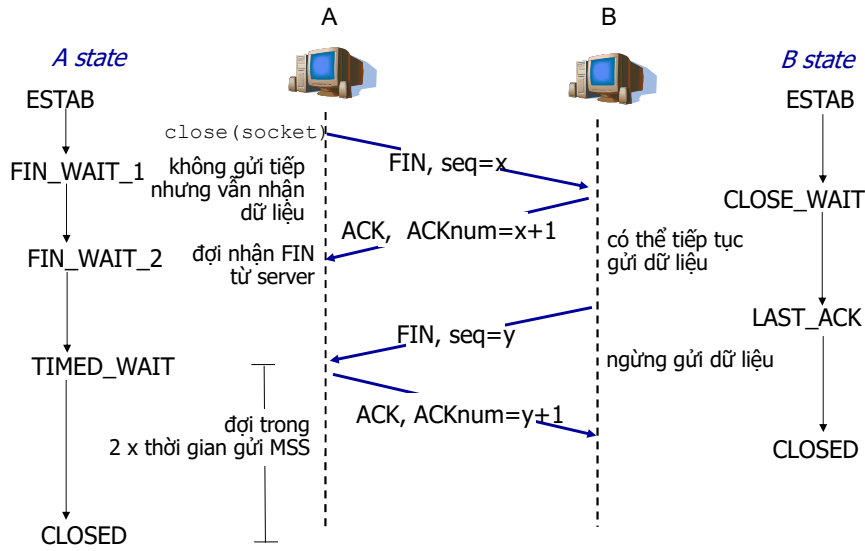 A
B
A state
B state
ESTAB
ESTAB
close(socket)
FIN, seq=x
FIN_WAIT_1
không gửi tiếp
nhưng vẫn nhận
dữ liệu
CLOSE_WAIT
ACK, ACKnum=x+1
có thể tiếp tục
gửi dữ liệu
FIN_WAIT_2
đợi nhận FIN
từ server
LAST_ACK
FIN, seq=y
TIMED_WAIT
ngừng gửi dữ liệu
ACK, ACKnum=y+1
đợi trong
2 x thời gian gửi MSS
CLOSED
CLOSED